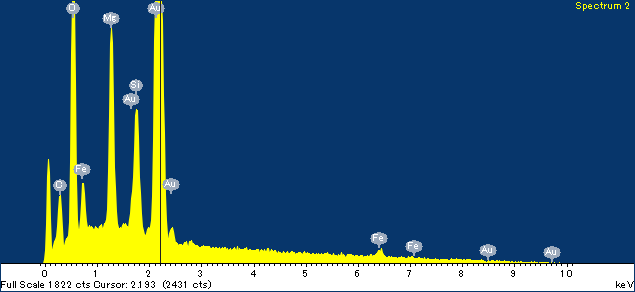 Spectrum 2
O
Au
Mg
Si
Au
Fe
C
Au
Fe
Fe
Au
Au
0 1 2 3 4 5 6 7 8 9 10
Full Scale 1822 cts Cursor: 2.193 (2431 cts) keV